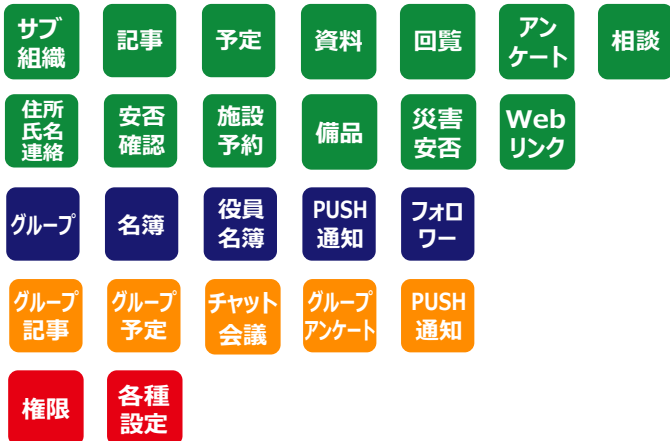 サブ
組織
記事
予定
資料
回覧
アン
ケート
相談
住所
氏名
連絡
安否
確認
施設
予約
備品
災害
安否
Web
リンク
グループ
名簿
役員
名簿
PUSH
通知
フォロ
ワー
グループ
記事
グループ
予定
チャット
会議
グループ
アンケート
PUSH
通知
権限
各種
設定